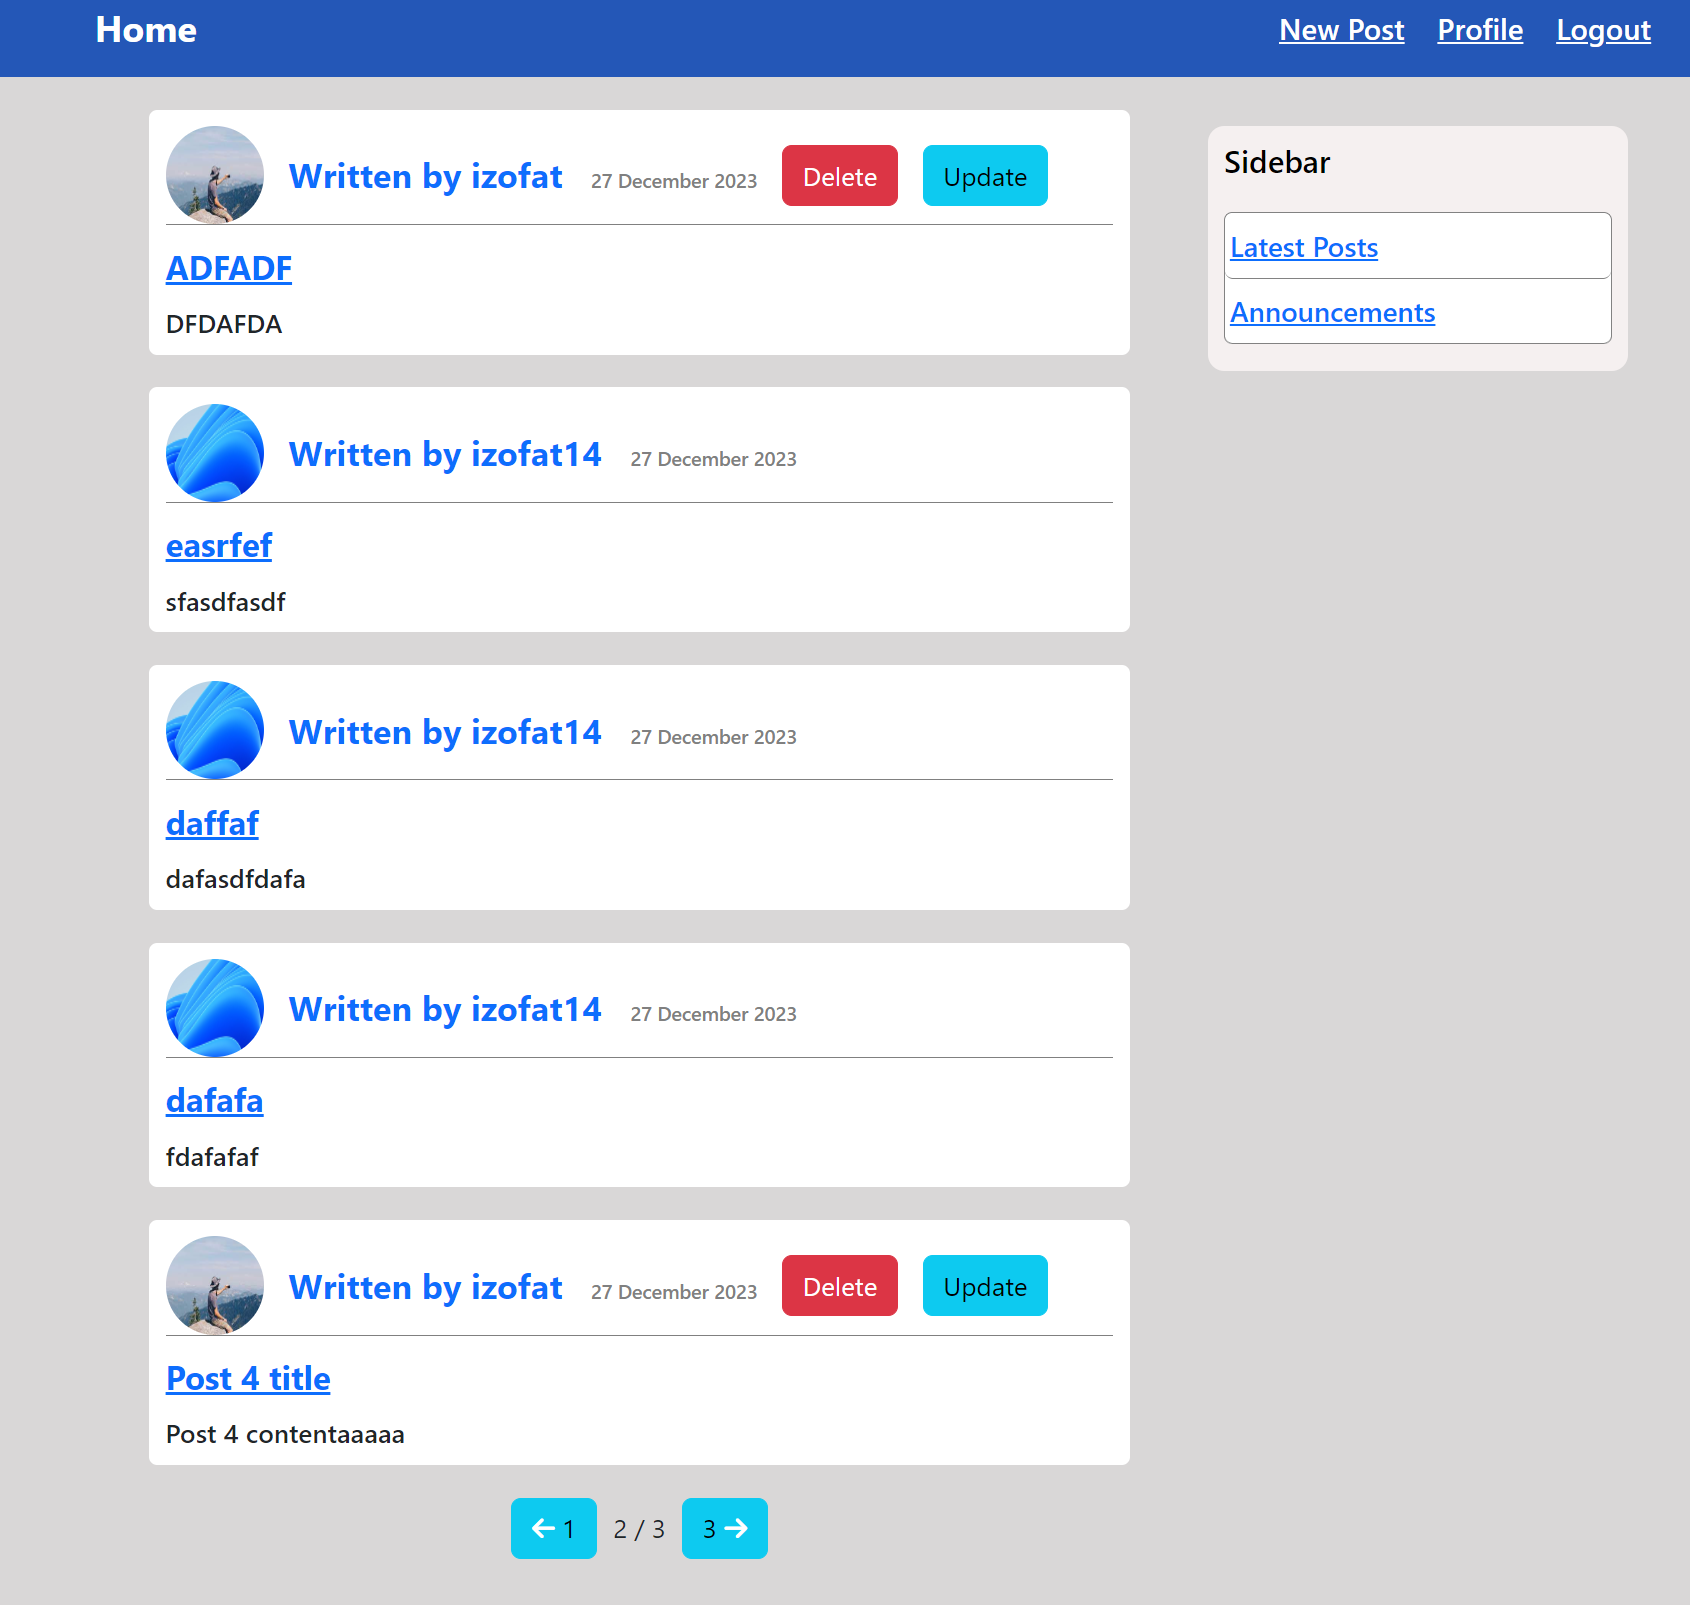 Home New Post Profile Logout
Written by izofat 27 December 2023 Delete Update
ADFADF
DFDAFDA
Written by izofat14 27 December 2023
easrfef
sfasdfasdf
Written by izofat14 27 December 2023
daffaf
dafasdfdafa
Written by izofat14 27 December 2023
dafafa
fdafafaf
Written by izofat 27 December 2023 Delete Update
Post 4 title
Post 4 contentaaaaa
← 1 2 / 3 3 →
Sidebar
Latest Posts
Announcements